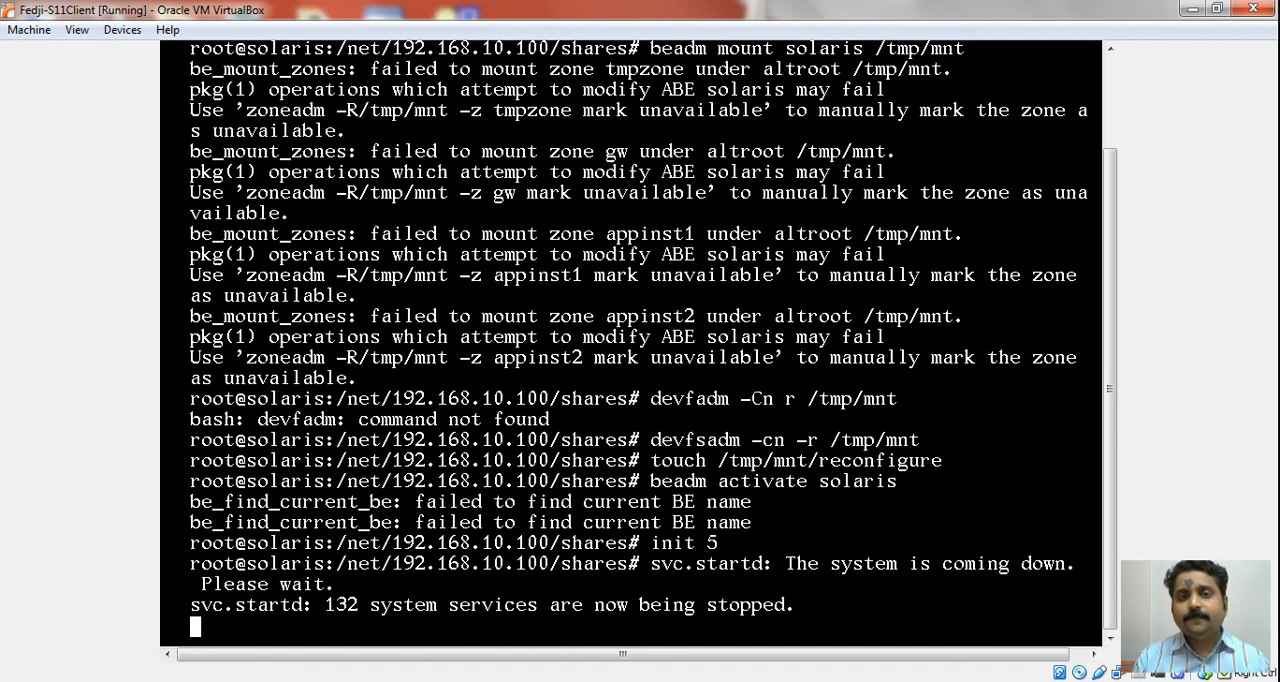 Fedji-S11Client [Running] - Oracle VM VirtualBox
Machine View Devices Help
root@solaris:/net/192.168.10.100/shares# beadm mount solaris /tmp/mnt
be_mount_zones: failed to mount zone tmpzone under altroot /tmp/mnt.
pkg(1) operations which attempt to modify ABE solaris may fail
Use 'zoneadm -R/tmp/mnt -z tmpzone mark unavailable' to manually mark the zone a
s unavailable.
be_mount_zones: failed to mount zone gw under altroot /tmp/mnt.
pkg(1) operations which attempt to modify ABE solaris may fail
Use 'zoneadm -R/tmp/mnt -z gw mark unavailable' to manually mark the zone as una
vailable.
be_mount_zones: failed to mount zone appinst1 under altroot /tmp/mnt.
pkg(1) operations which attempt to modify ABE solaris may fail
Use 'zoneadm -R/tmp/mnt -z appinst1 mark unavailable' to manually mark the zone
as unavailable.
be_mount_zones: failed to mount zone appinst2 under altroot /tmp/mnt.
pkg(1) operations which attempt to modify ABE solaris may fail
Use 'zoneadm -R/tmp/mnt -z appinst2 mark unavailable' to manually mark the zone
as unavailable.
root@solaris:/net/192.168.10.100/shares# devfadm -Cn r /tmp/mnt
bash: devfadm: command not found
root@solaris:/net/192.168.10.100/shares# devfsadm -cn -r /tmp/mnt
root@solaris:/net/192.168.10.100/shares# touch /tmp/mnt/reconfigure
root@solaris:/net/192.168.10.100/shares# beadm activate solaris
be_find_current_be: failed to find current BE name
be_find_current_be: failed to find current BE name
root@solaris:/net/192.168.10.100/shares# init 5
root@solaris:/net/192.168.10.100/shares# svc.startd: The system is coming down.
Please wait.
svc.startd: 132 system services are now being stopped.
Right Ctrl